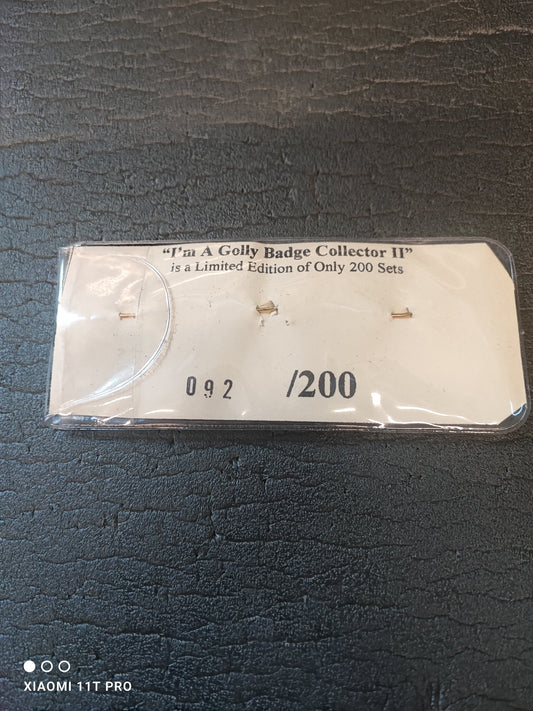 "I'm A Golly Badge Collector II"
is a Limited Edition of Only 200 Sets
092 /200
XIAOMI 11T PRO